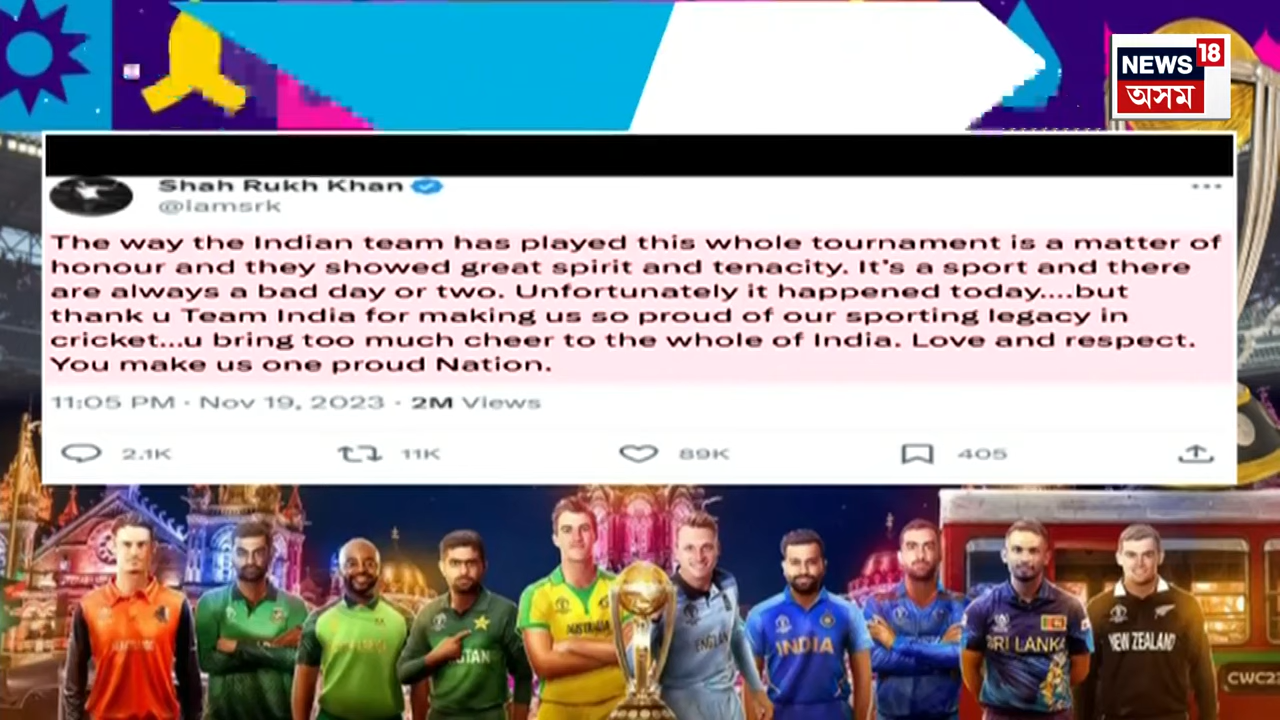 NEWS 18
অসম
Shah Rukh Khan
@iamsrk
The way the Indian team has played this whole tournament is a matter of
honour and they showed great spirit and tenacity. It's a sport and there
are always a bad day or two. Unfortunately it happened today....but
thank u Team India for making us so proud of our sporting legacy in
cricket...u bring too much cheer to the whole of India. Love and respect.
You make us one proud Nation.
11:05 PM · Nov 19, 2023 · 2M Views
2.1K 11K 89K 405
AUSTRALIA
ENGLAND
INDIA
SRI LANKA
NEW ZEALAND